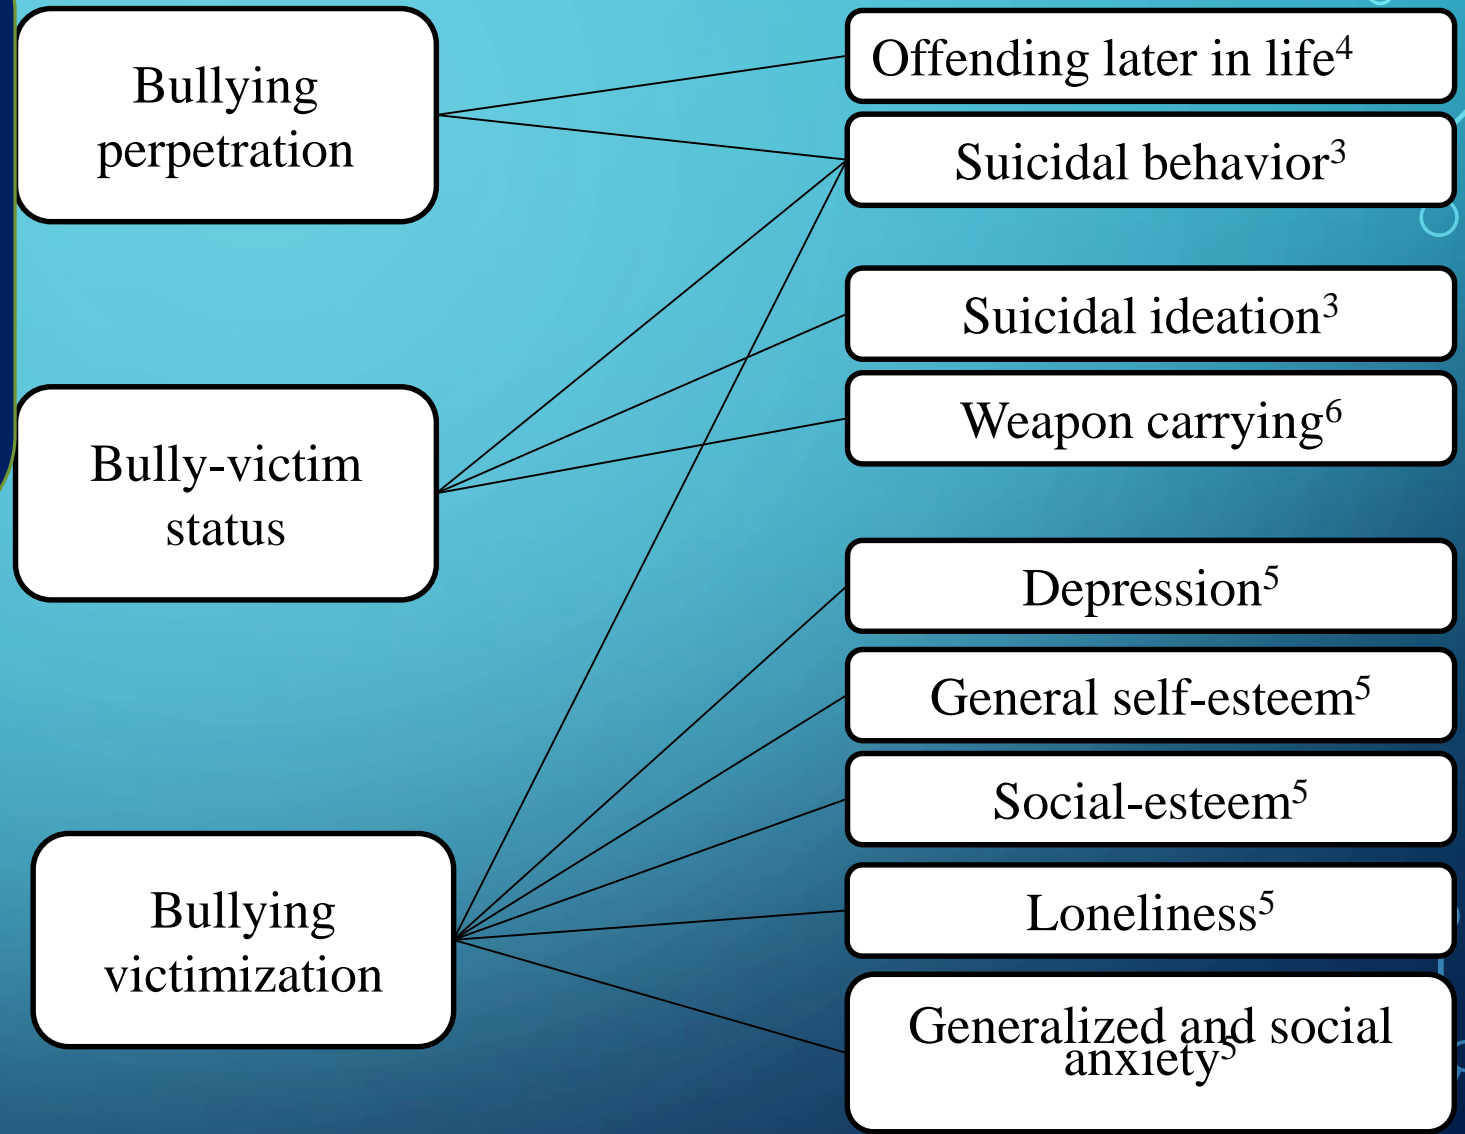 Bullying
perpetration
Bully-victim
status
Bullying
victimization
Offending later in life⁴
Suicidal behavior³
Suicidal ideation³
Weapon carrying⁶
Depression⁵
General self-esteem⁵
Social-esteem⁵
Loneliness⁵
Generalized and social
anxiety⁵